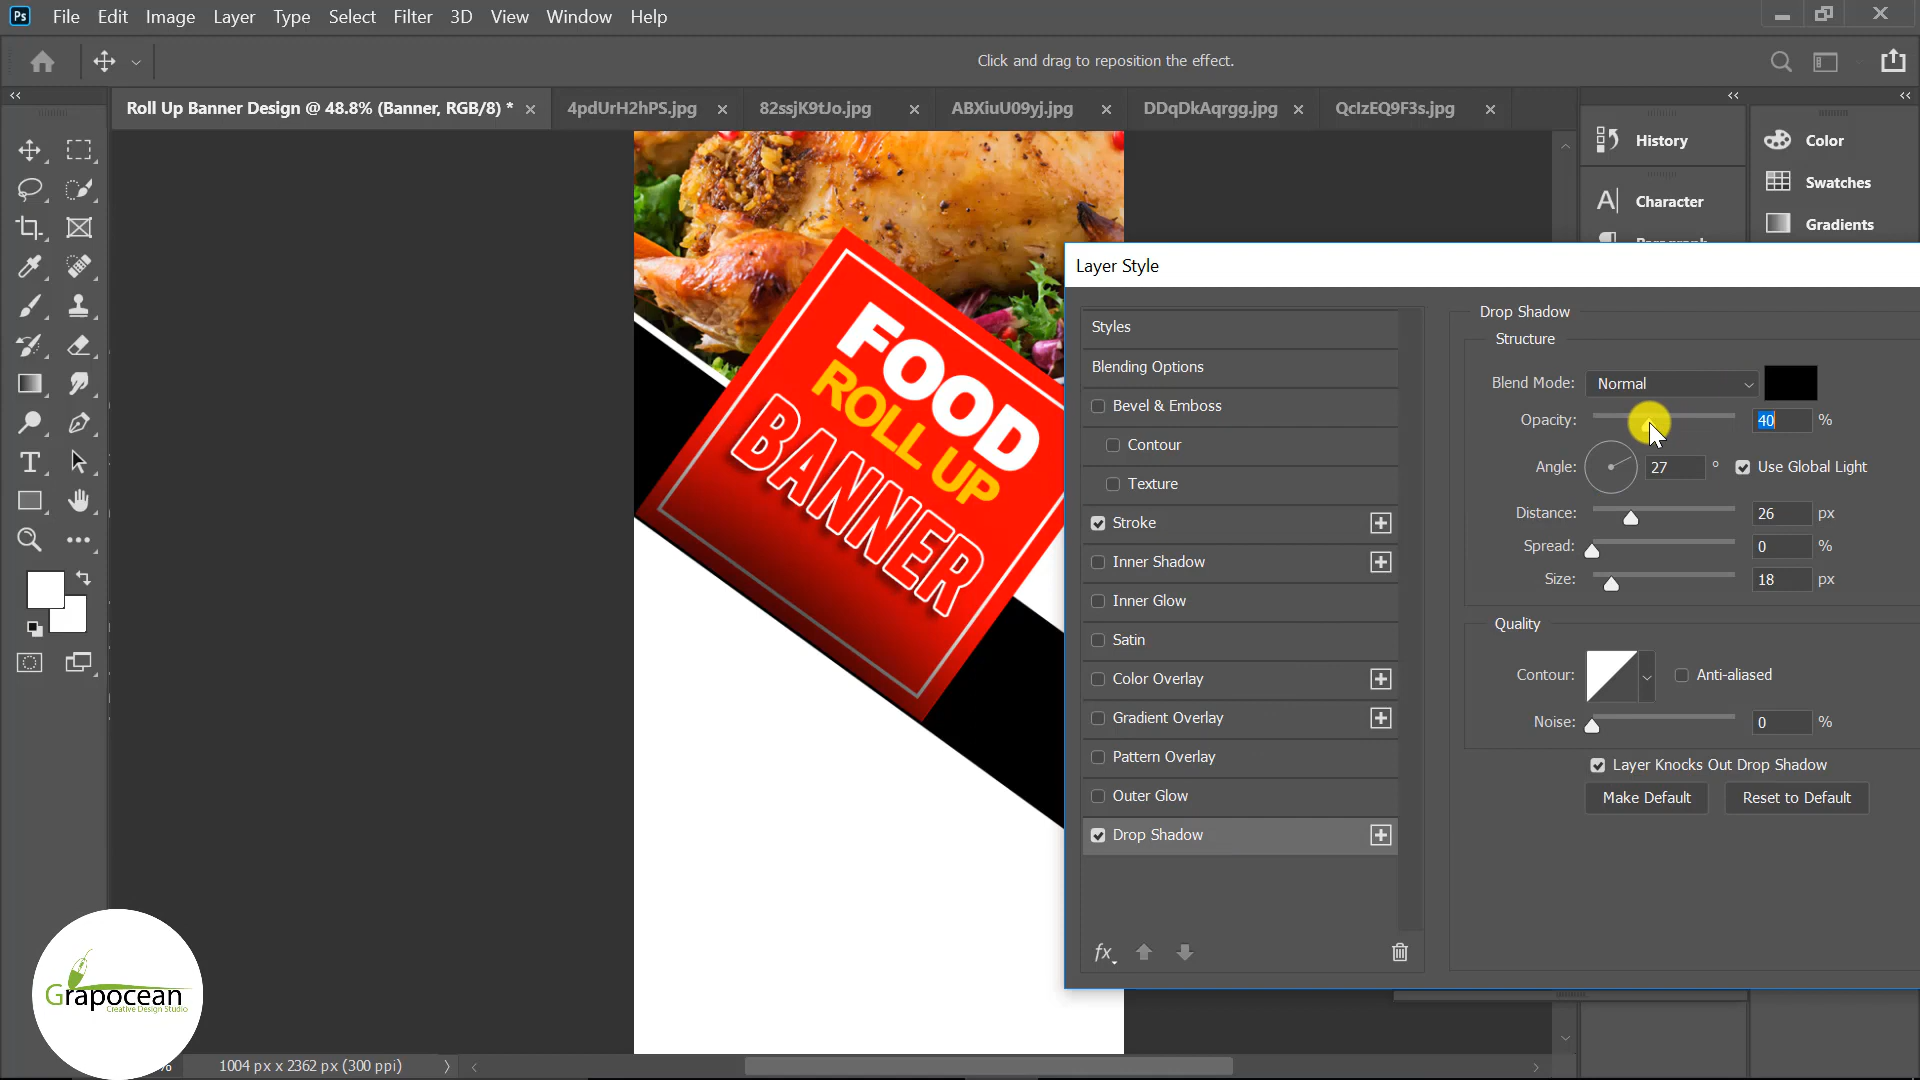 Ps File Edit Image Layer Type Select Filter 3D View Window Help
Click and drag to reposition the effect.
Roll Up Banner Design @ 48.8% (Banner, RGB/8) * 4pdUrH2hPS.jpg 82ssjK9tJo.jpg ABXiuU09yj.jpg DDqDkAqrgg.jpg QclzEQ9F3s.jpg
History Color
Swatches
Character
Gradients
Paragraph
FOOD
ROLL UP
BANNER
Layer Style
Styles
Blending Options
Bevel & Emboss
Contour
Texture
Stroke
Inner Shadow
Inner Glow
Satin
Color Overlay
Gradient Overlay
Pattern Overlay
Outer Glow
Drop Shadow
fx
Drop Shadow
Structure
Blend Mode: Normal
Opacity: 40 %
Angle: 27 ° Use Global Light
Distance: 26 px
Spread: 0 %
Size: 18 px
Quality
Contour: Anti-aliased
Noise: 0 %
Layer Knocks Out Drop Shadow
Make Default Reset to Default
Grapocean
Creative Design Studio
% 1004 px x 2362 px (300 ppi)